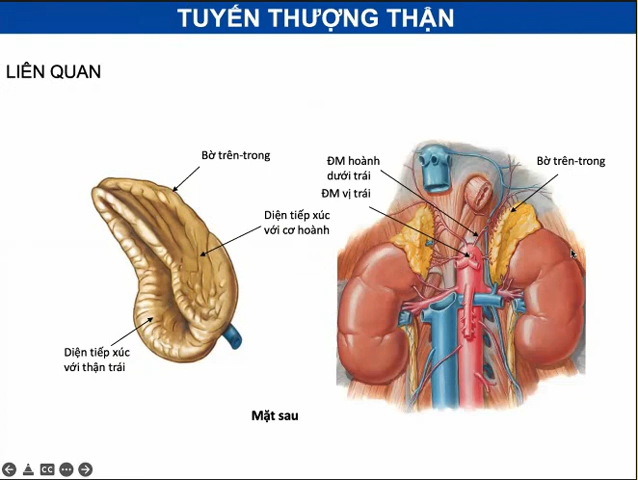 TUYẾN THƯỢNG THẬN
LIÊN QUAN
Bờ trên-trong
Diện tiếp xúc
với cơ hoành
Diện tiếp xúc
với thận trái
ĐM hoành
dưới trái
ĐM vị trái
Bờ trên-trong
Mặt sau
CC